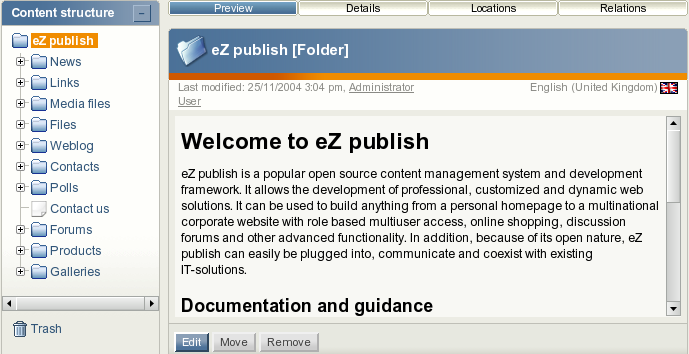 Content structure
eZ publish
News
Links
Media files
Files
Weblog
Contacts
Polls
Contact us
Forums
Products
Galleries
Trash
Preview
Details
Locations
Relations
eZ publish [Folder]
Last modified: 25/11/2004 3:04 pm, Administrator
User
English (United Kingdom)
Welcome to eZ publish
eZ publish is a popular open source content management system and development
framework. It allows the development of professional, customized and dynamic web
solutions. It can be used to build anything from a personal homepage to a multinational
corporate website with role based multiuser access, online shopping, discussion
forums and other advanced functionality. In addition, because of its open nature, eZ
publish can easily be plugged into, communicate and coexist with existing
IT-solutions.
Documentation and guidance
Edit
Move
Remove